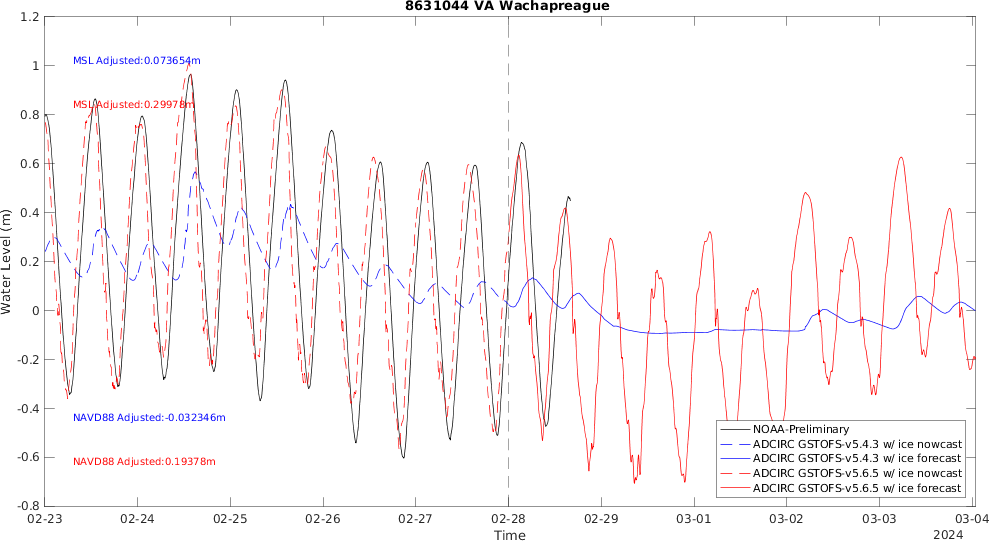 8631044 VA Wachapreague
1.2
1
0.8
0.6
0.4
0.2
0
-0.2
-0.4
-0.6
-0.8
Water Level (m)
MSL Adjusted:0.073654m
MSL Adjusted:0.29978m
NAVD88 Adjusted:-0.032346m
NAVD88 Adjusted:0.19378m
NOAA-Preliminary
ADCIRC GSTOFS-v5.4.3 w/ ice nowcast
ADCIRC GSTOFS-v5.4.3 w/ ice forecast
ADCIRC GSTOFS-v5.6.5 w/ ice nowcast
ADCIRC GSTOFS-v5.6.5 w/ ice forecast
02-23 02-24 02-25 02-26 02-27 02-28 02-29 03-01 03-02 03-03 03-04
Time
2024